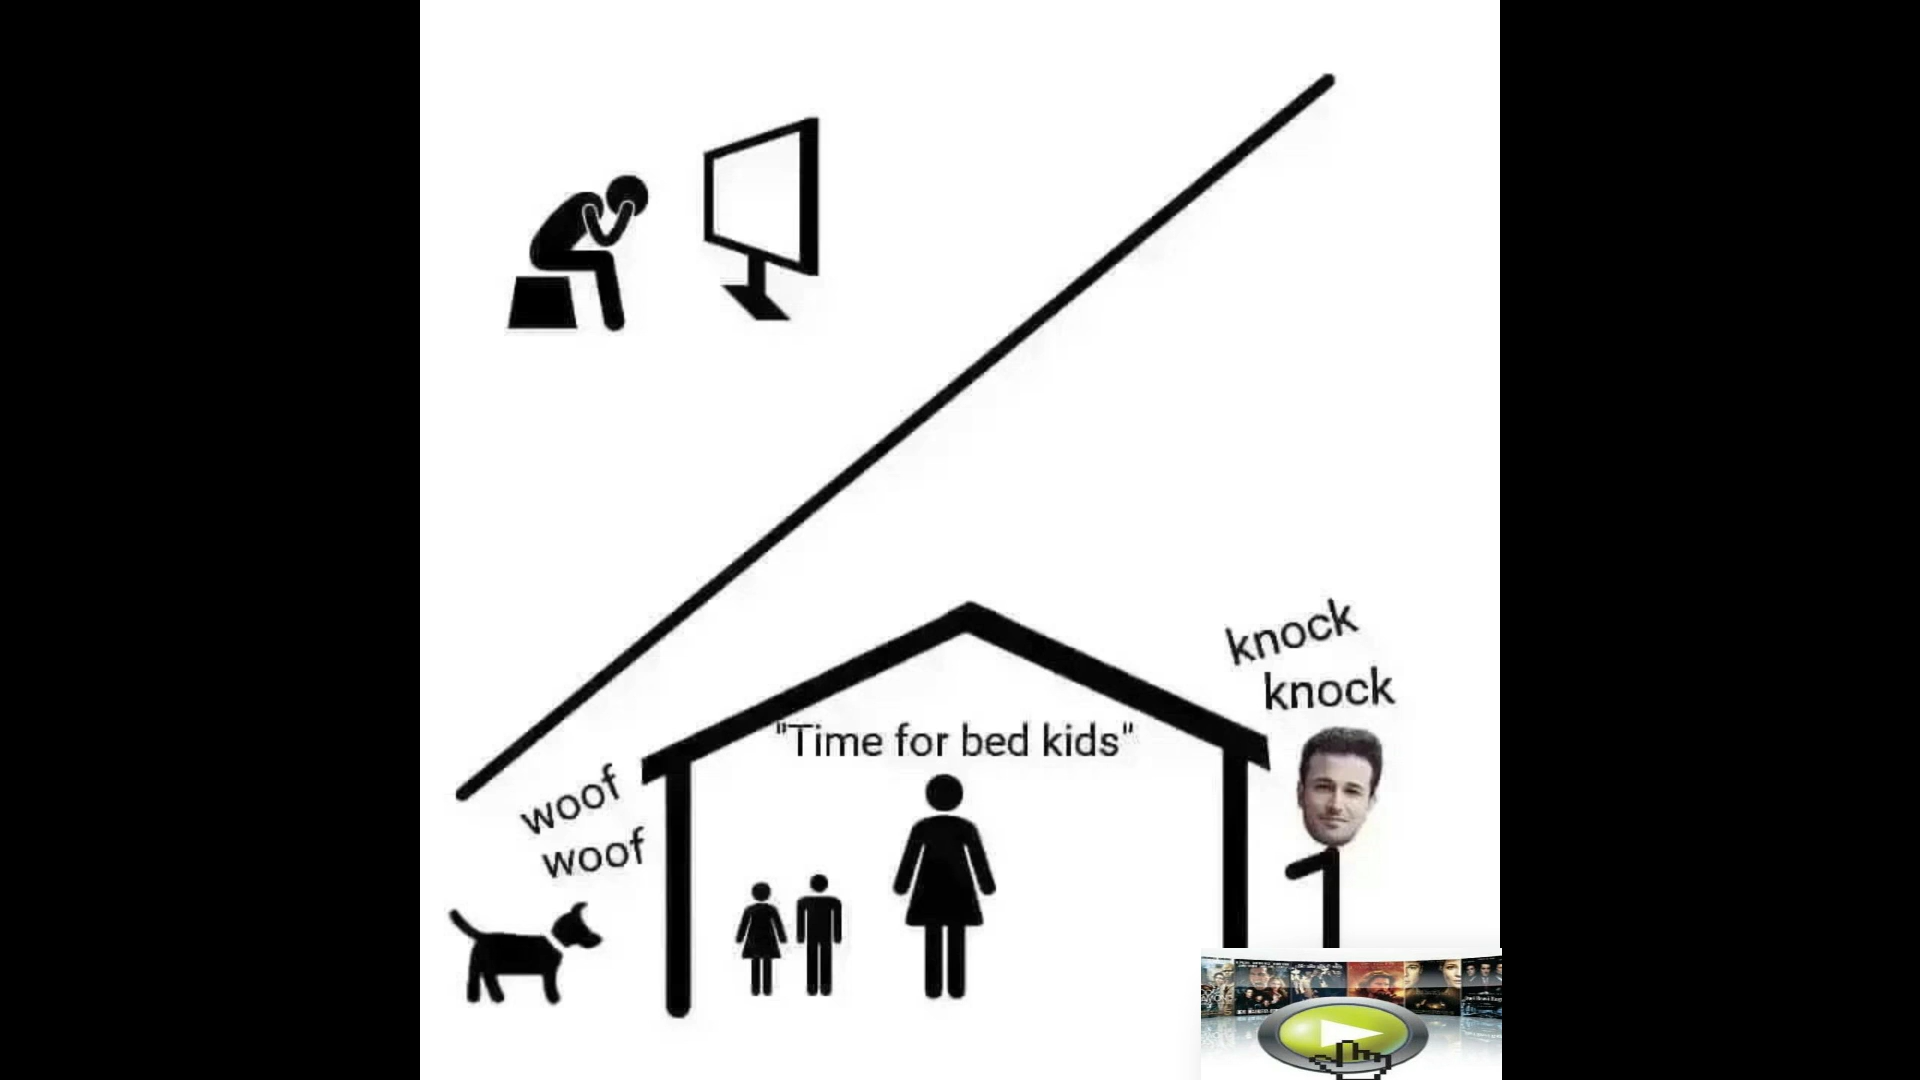 knock
knock
"Time for bed kids"
woof
woof